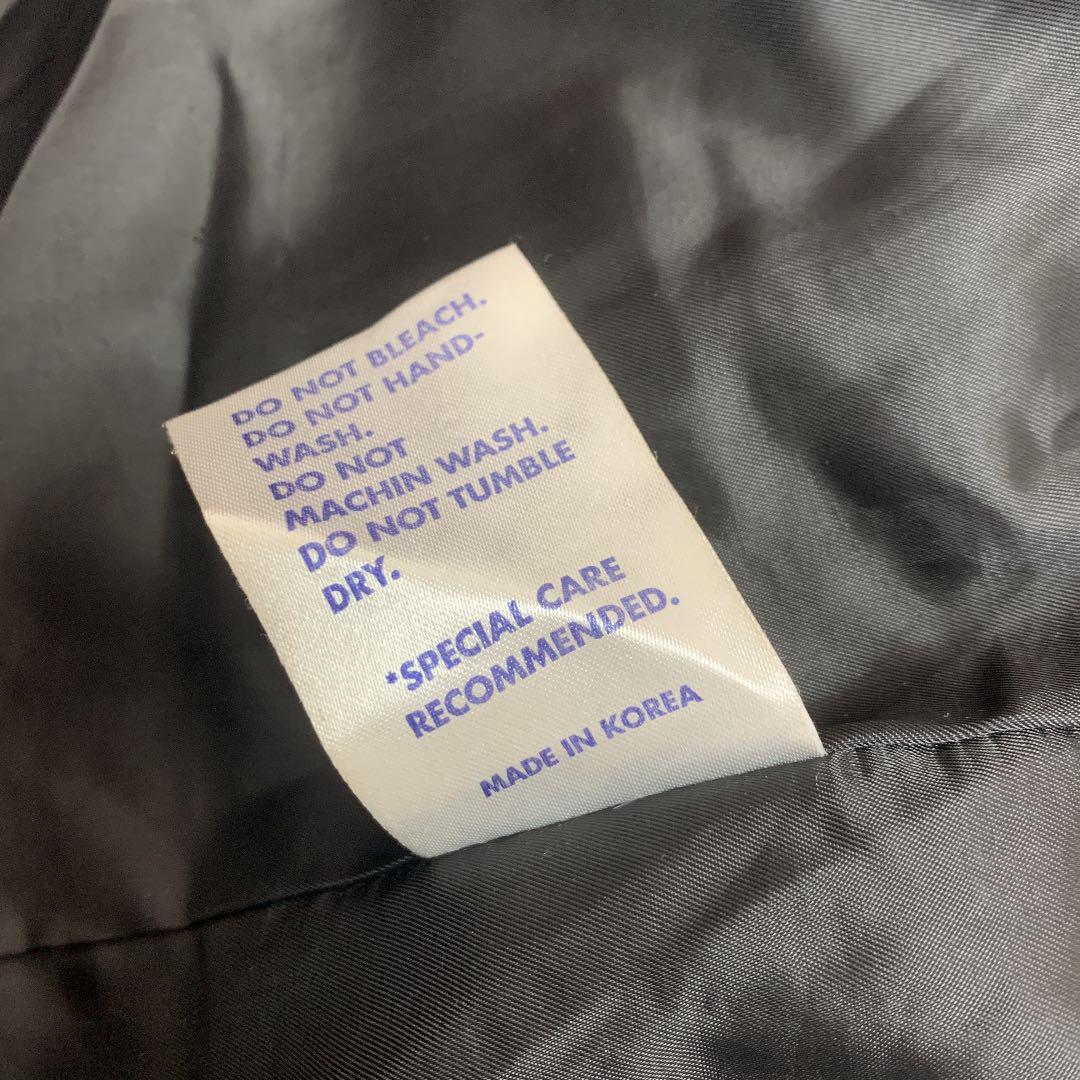 DO NOT BLEACH.
DO NOT HAND-
WASH.
DO NOT
MACHIN WASH.
DO NOT TUMBLE
DRY.
*SPECIAL CARE
RECOMMENDED.
MADE IN KOREA